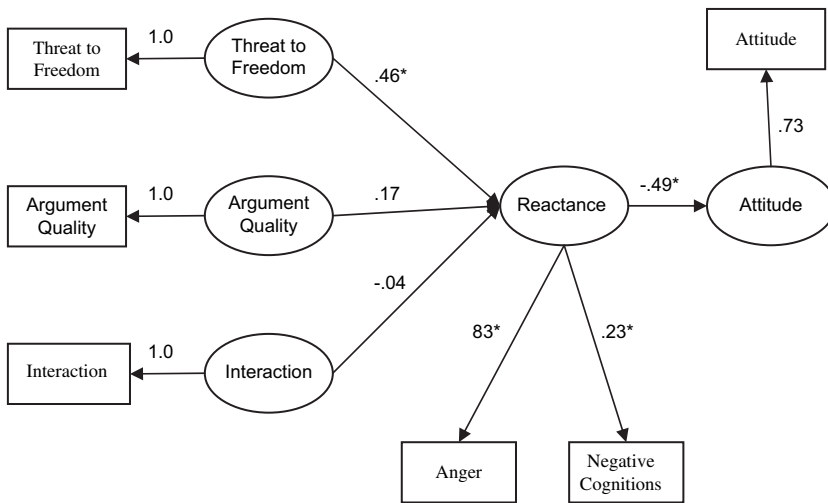 Threat to
Freedom
1.0
Threat to
Freedom
.46*
Attitude
.73
Argument
Quality
1.0
Argument
Quality
.17
Reactance
-.49*
Attitude
-.04
Interaction
1.0
Interaction
83*
.23*
Anger
Negative
Cognitions